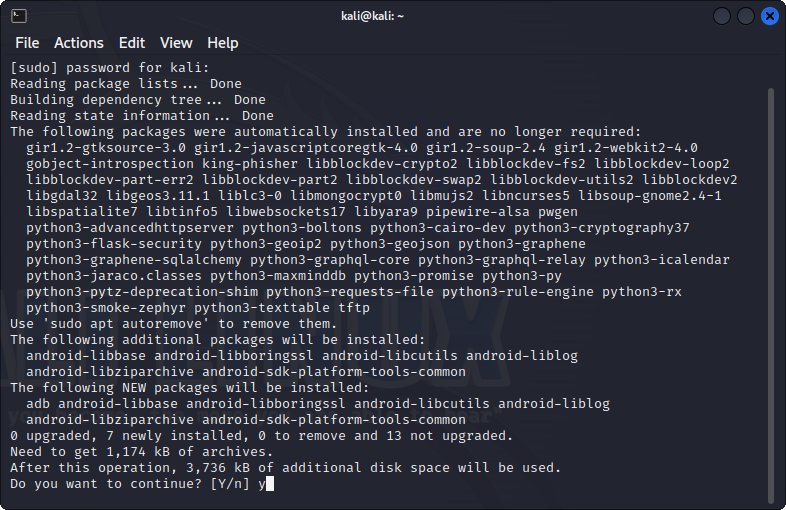 kali@kali: ~
File Actions Edit View Help
[sudo] password for kali:
Reading package lists... Done
Building dependency tree... Done
Reading state information... Done
The following packages were automatically installed and are no longer required:
gir1.2-gtksource-3.0 gir1.2-javascriptcoregtk-4.0 gir1.2-soup-2.4 gir1.2-webkit2-4.0
gobject-introspection king-phisher libblockdev-crypto2 libblockdev-fs2 libblockdev-loop2
libblockdev-part-err2 libblockdev-part2 libblockdev-swap2 libblockdev-utils2 libblockdev2
libgdal32 libgeos3.11.1 liblc3-0 libmongocrypt0 libmujs2 libncurses5 libsoup-gnome2.4-1
libspatialite7 libtinfo5 libwebsockets17 libyara9 pipewire-alsa pwgen
python3-advancedhttpserver python3-boltons python3-cairo-dev python3-cryptography37
python3-flask-security python3-geoip2 python3-geojson python3-graphene
python3-graphene-sqlalchemy python3-graphql-core python3-graphql-relay python3-icalendar
python3-jaraco.classes python3-maxminddb python3-promise python3-py
python3-pytz-deprecation-shim python3-requests-file python3-rule-engine python3-rx
python3-smoke-zephyr python3-texttable tftp
Use 'sudo apt autoremove' to remove them.
The following additional packages will be installed:
android-libbase android-libboringssl android-libcutils android-liblog
android-libziparchive android-sdk-platform-tools-common
The following NEW packages will be installed:
adb android-libbase android-libboringssl android-libcutils android-liblog
android-libziparchive android-sdk-platform-tools-common
0 upgraded, 7 newly installed, 0 to remove and 13 not upgraded.
Need to get 1,174 kB of archives.
After this operation, 3,736 kB of additional disk space will be used.
Do you want to continue? [Y/n] y